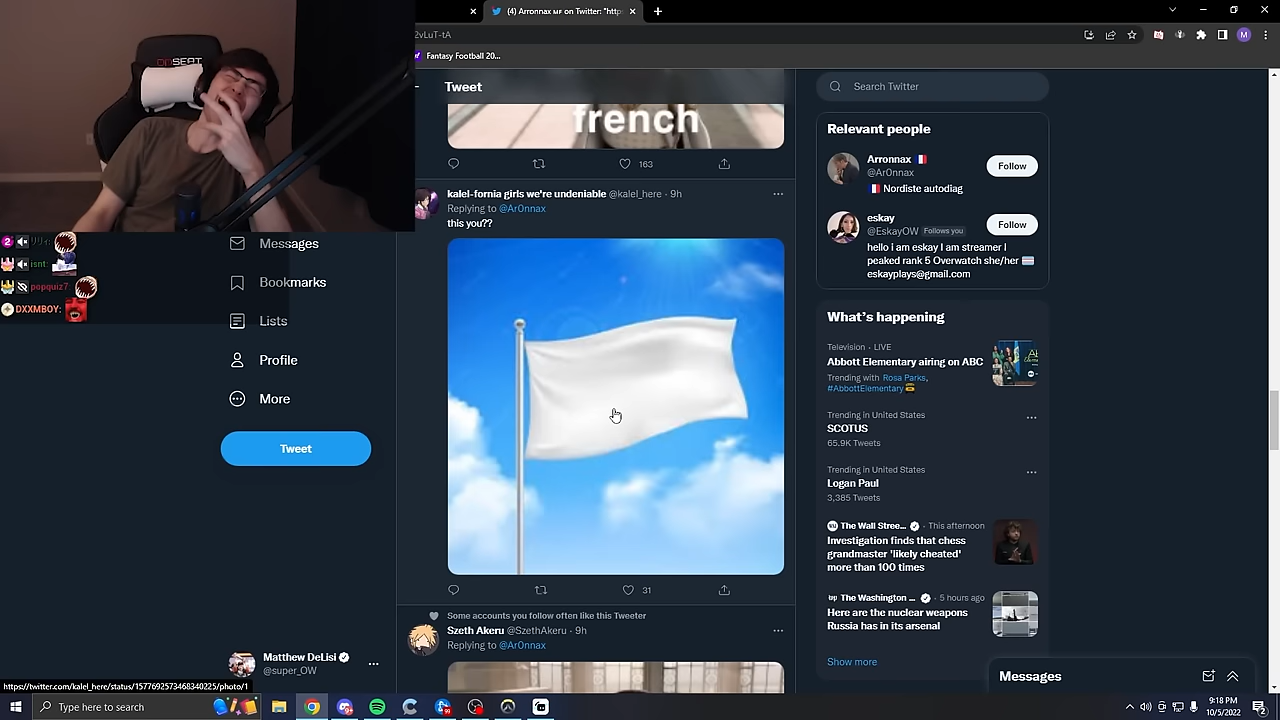 OPSEAT
(4) Arronnax MF on Twitter: "http
2vLuT-tA
M
Fantasy Football 20...
Tweet
french
163
kalel-fornia girls we're undeniable @kalel_here · 9h
Replying to @Ar0nnax
this you??
31
Some accounts you follow often like this Tweeter
Szeth Akeru @SzethAkeru · 9h
Replying to @Ar0nnax
2
isnt:
popquiz7:
DXXMBOY:
Messages
Bookmarks
Lists
Profile
More
Tweet
Matthew DeLisi
@super_OW
https://twitter.com/kalel_here/status/1577692573468340225/photo/1
Search Twitter
Relevant people
Arronnax
@Ar0nnax
Nordiste autodiag
Follow
eskay
@EskayOW Follows you
hello i am eskay I am streamer I
peaked rank 5 Overwatch she/her
eskayplays@gmail.com
Follow
What's happening
Television · LIVE
Abbott Elementary airing on ABC
Trending with Rosa Parks,
#AbbottElementary
Trending in United States
SCOTUS
65.9K Tweets
Trending in United States
Logan Paul
3,385 Tweets
The Wall Stree... · This afternoon
Investigation finds that chess
grandmaster 'likely cheated'
more than 100 times
The Washington ... · 5 hours ago
Here are the nuclear weapons
Russia has in its arsenal
Show more
Messages
Type here to search
9:18 PM
10/5/2022